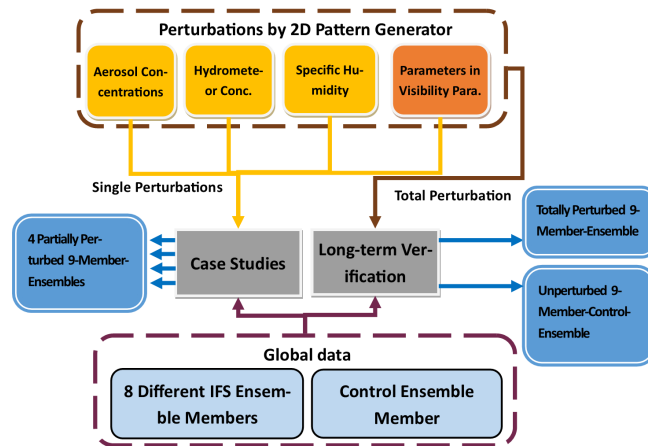 Perturbations by 2D Pattern Generator
Aerosol Con-
centrations
Hydromete-
or Conc.
Specific Hu-
midity
Parameters in
Visibility Para.
Single Perturbations
Total Perturbation
4 Partially Per-
turbed 9-Member-
Ensembles
Case Studies
Long-term Ver-
ification
Totally Perturbed 9-
Member-Ensemble
Unperturbed 9-
Member-Control-
Ensemble
Global data
8 Different IFS Ensem-
ble Members
Control Ensemble
Member